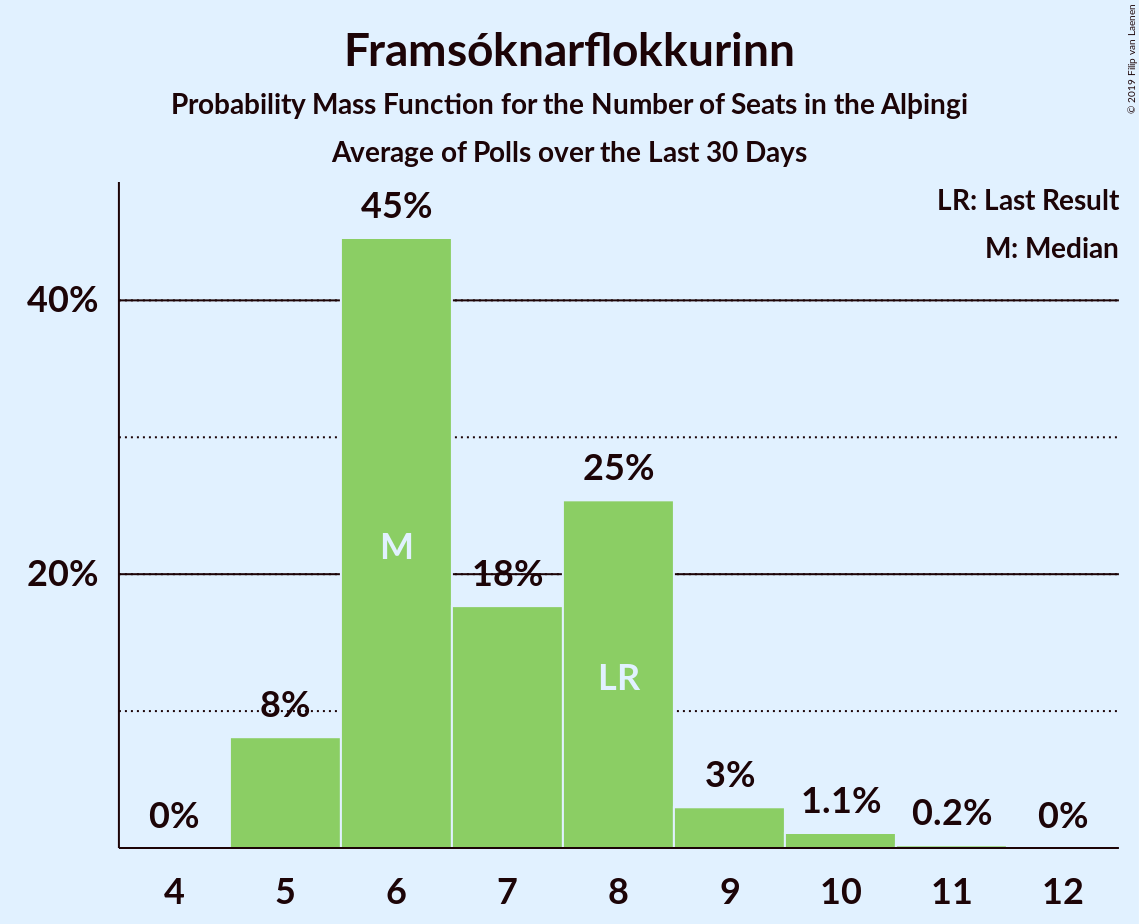 Framsóknarflokkurinn
Probability Mass Function for the Number of Seats in the Alþingi
Average of Polls over the Last 30 Days
© 2019 Filip van Laenen
LR: Last Result
M: Median
45%
40%
25%
M
20%
18%
LR
8%
3%
1.1%
0.2%
0%
0%
4 5 6 7 8 9 10 11 12